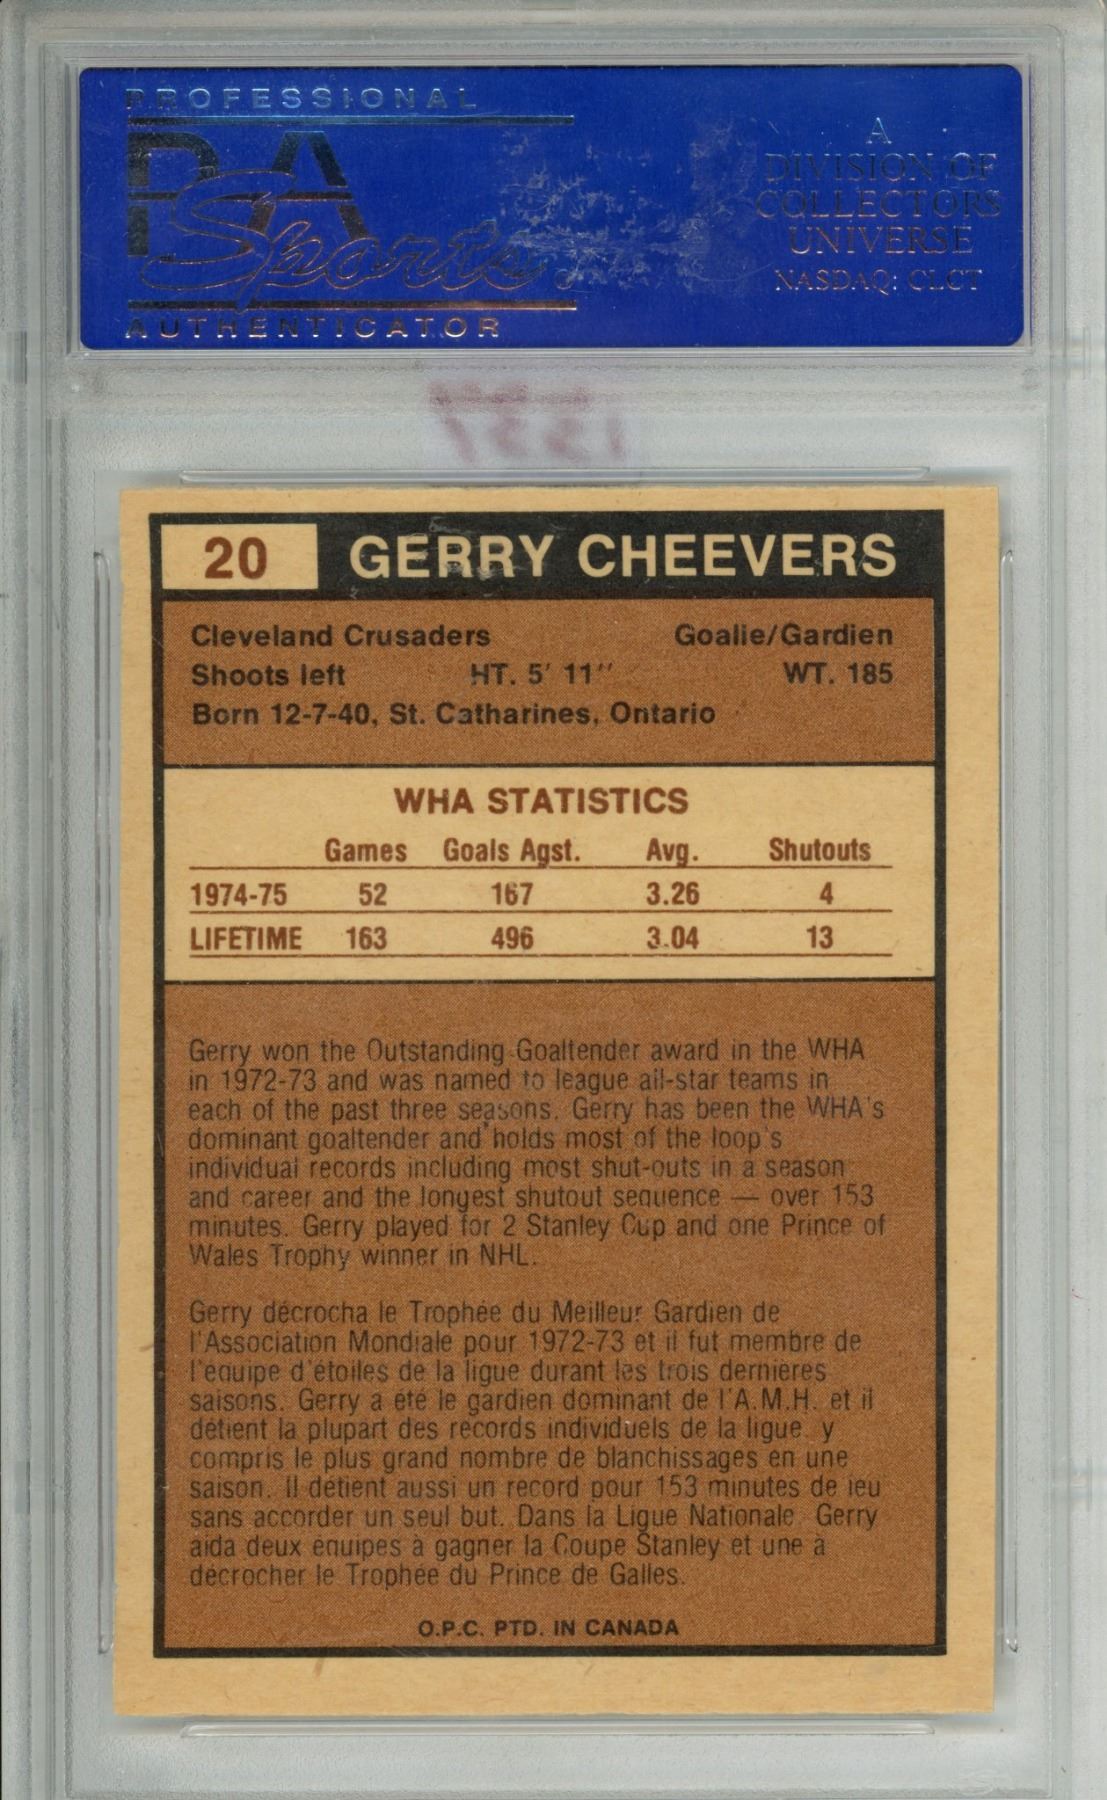 PROFESSIONAL
PSA
Sports
AUTHENTICATOR
A
DIVISION OF
COLLECTORS
UNIVERSE
NASDAQ: CLCT
20 GERRY CHEEVERS
Cleveland Crusaders Goalie/Gardien
Shoots left HT. 5' 11'' WT. 185
Born 12-7-40, St. Catharines, Ontario
WHA STATISTICS
Games Goals Agst. Avg. Shutouts
1974-75 52 167 3.26 4
LIFETIME 163 496 3.04 13
Gerry won the Outstanding Goaltender award in the WHA
in 1972-73 and was named to league all-star teams in
each of the past three seasons. Gerry has been the WHA's
dominant goaltender and holds most of the loop's
individual records including most shut-outs in a season
and career and the longest shutout sequence — over 153
minutes. Gerry played for 2 Stanley Cup and one Prince of
Wales Trophy winner in NHL.
Gerry décrocha le Trophée du Meilleur Gardien de
l'Association Mondiale pour 1972-73 et il fut membre de
l'équipe d'étoiles de la ligue durant les trois dernières
saisons. Gerry a été le gardien dominant de l'A.M.H. et il
détient la plupart des records individuels de la ligue y
compris le plus grand nombre de blanchissages en une
saison. Il détient aussi un record pour 153 minutes de jeu
sans accorder un seul but. Dans la Ligue Nationale, Gerry
aida deux équipes à gagner la Coupe Stanley et une à
décrocher le Trophée du Prince de Galles.
O.P.C. PTD. IN CANADA